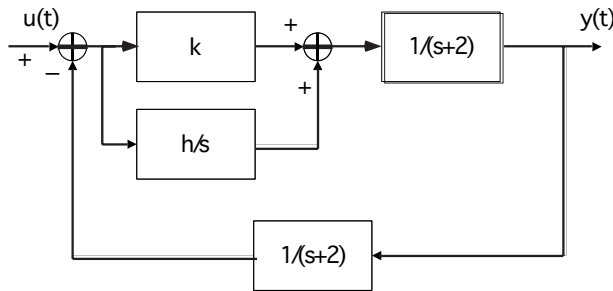 u(t)
y(t)
+
−
k
+
+
1/(s+2)
h/s
1/(s+2)